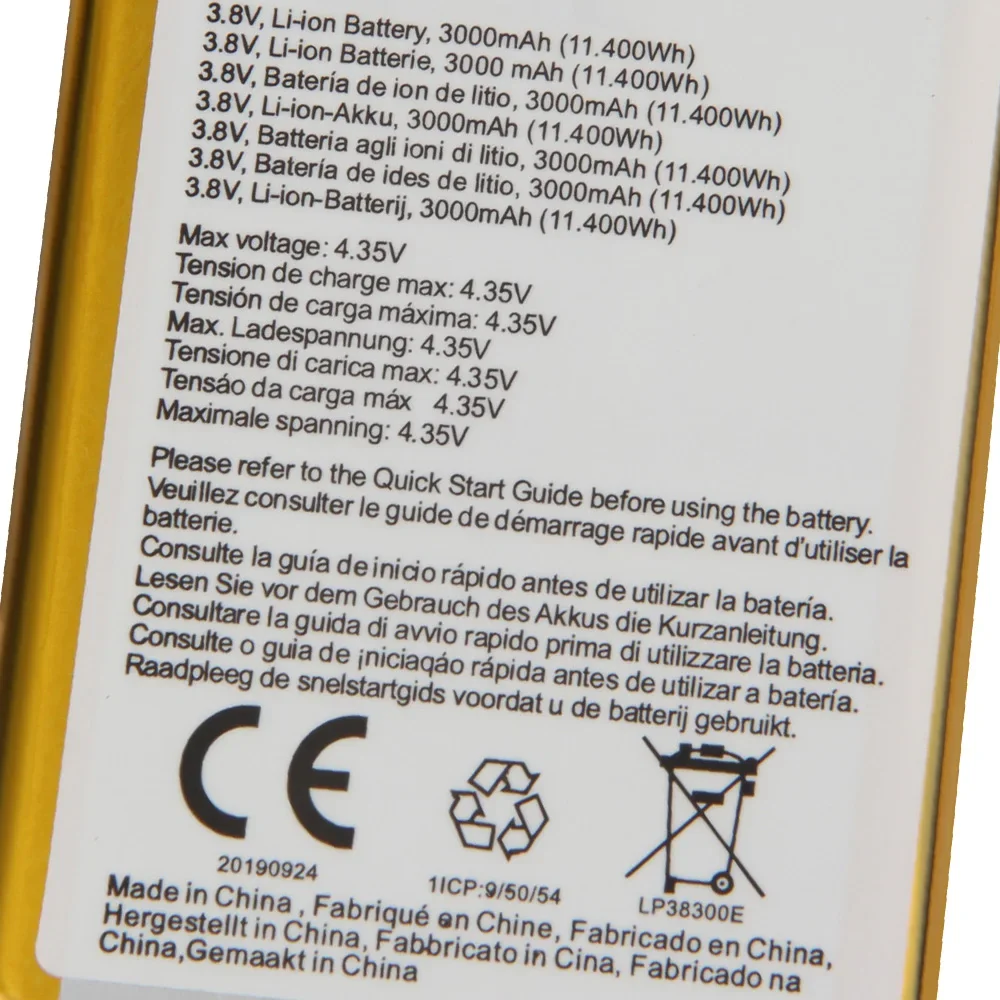 3.8V, Li-ion Battery, 3000mAh (11.400Wh)
3.8V, Li-ion Batterie, 3000 mAh (11.400Wh)
3.8V, Batería de ion de litio, 3000mAh (11.400Wh)
3.8V, Li-ion-Akku, 3000mAh (11.400Wh)
3.8V, Batteria agli ioni di litio, 3000mAh (11.400Wh)
3.8V, Batería de ides de litio, 3000mAh (11.400Wh)
3.8V, Li-ion-Batterij, 3000mAh (11.400Wh)
Max voltage: 4.35V
Tension de charge max: 4.35V
Tensión de carga máxima: 4.35V
Max. Ladespannung: 4.35V
Tensione di carica max: 4.35V
Tensáo da carga máx 4.35V
Maximale spanning: 4.35V
Please refer to the Quick Start Guide before using the battery.
Veuillez consulter le guide de démarrage rapide avant d'utiliser la
batterie.
Consulte la guía de inicio rápido antes de utilizar la batería.
Lesen Sie vor dem Gebrauch des Akkus die Kurzanleitung.
Consultare la guida di avvio rapido prima di utilizzare la batteria.
Consulte o guia de ¡niciaqáo rápida antes de utilizar a batería.
Raadpleeg de snelstartgids voordat u de batterij gebruikt.
CE
20190924
1ICP:9/50/54
LP38300E
Made in China , Fabriqué en Chine, Fabricado en China,
Hergestellt in China, Fabbricato in Cina, Fabricado na
China,Gemaakt in China